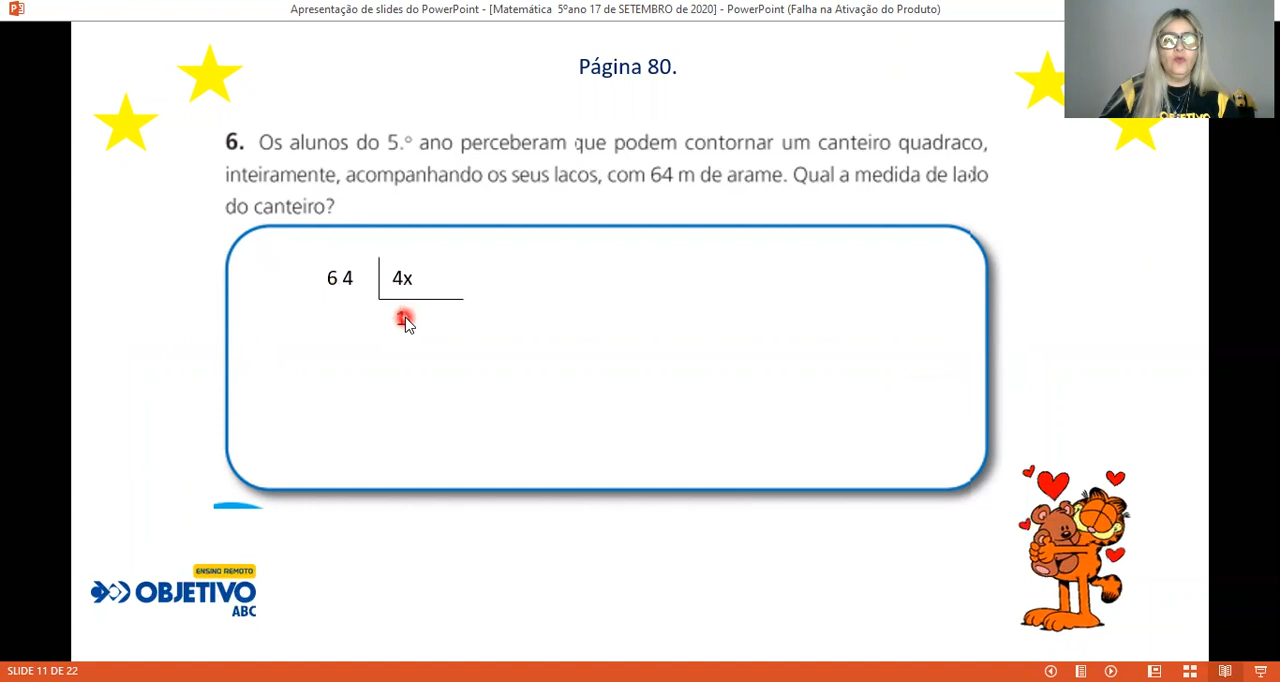 Apresentação de slides do PowerPoint - [Matemática 5ºano 17 de SETEMBRO de 2020] - PowerPoint (Falha na Ativação do Produto)
Página 80.
6. Os alunos do 5.º ano perceberam que podem contornar um canteiro quadraco,
inteiramente, acompanhando os seus lacos, com 64 m de arame. Qual a medida de lado
do canteiro?
6 4 4x
1
OBJETIVO
ENSINO REMOTO
OBJETIVO
ABC
SLIDE 11 DE 22